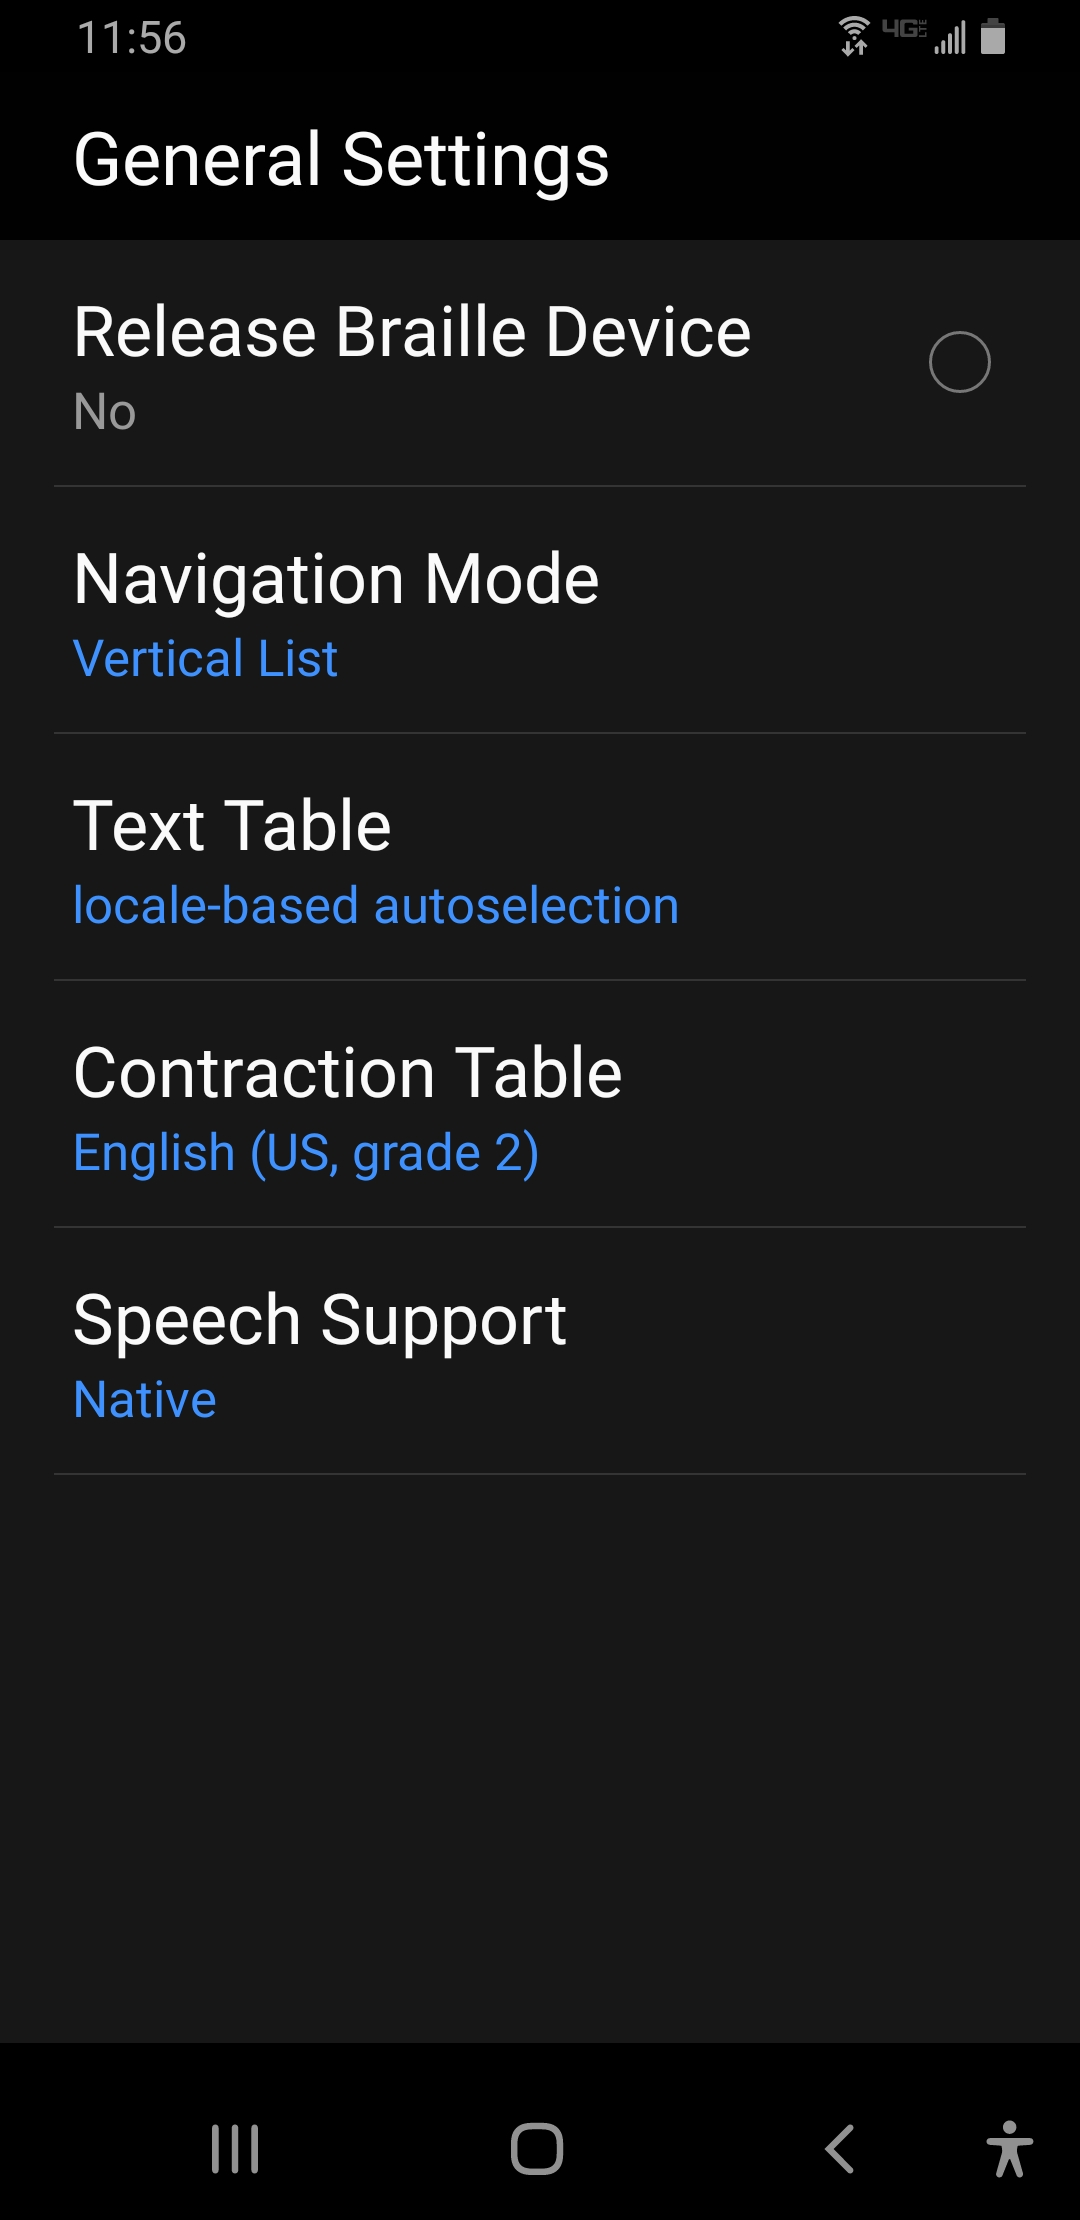 11:56
4G LTE
General Settings
Release Braille Device
No
Navigation Mode
Vertical List
Text Table
locale-based autoselection
Contraction Table
English (US, grade 2)
Speech Support
Native